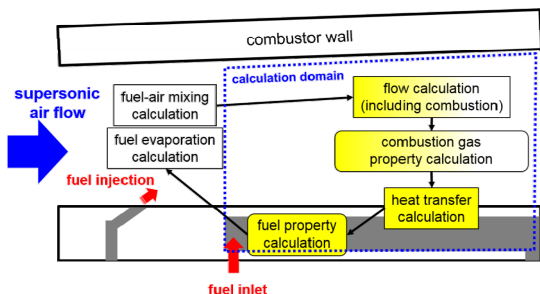 combustor wall
calculation domain
supersonic
air flow
fuel-air mixing
calculation
flow calculation
(including combustion)
fuel evaporation
calculation
combustion gas
property calculation
fuel injection
heat transfer
calculation
fuel property
calculation
fuel inlet